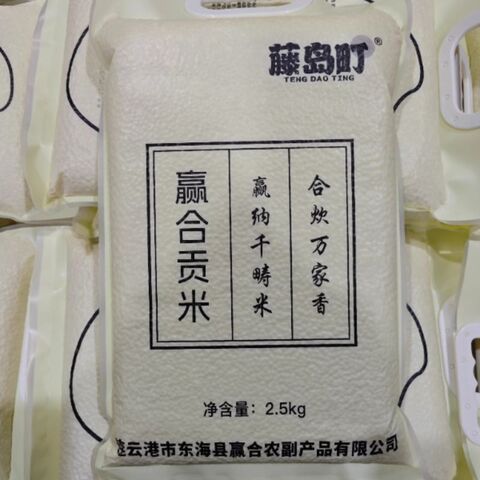 藤岛町®
TENG DAO TING
合炊万家香
赢纳千畴米
赢合贡米
净含量：2.5kg
连云港市东海县赢合农副产品有限公司